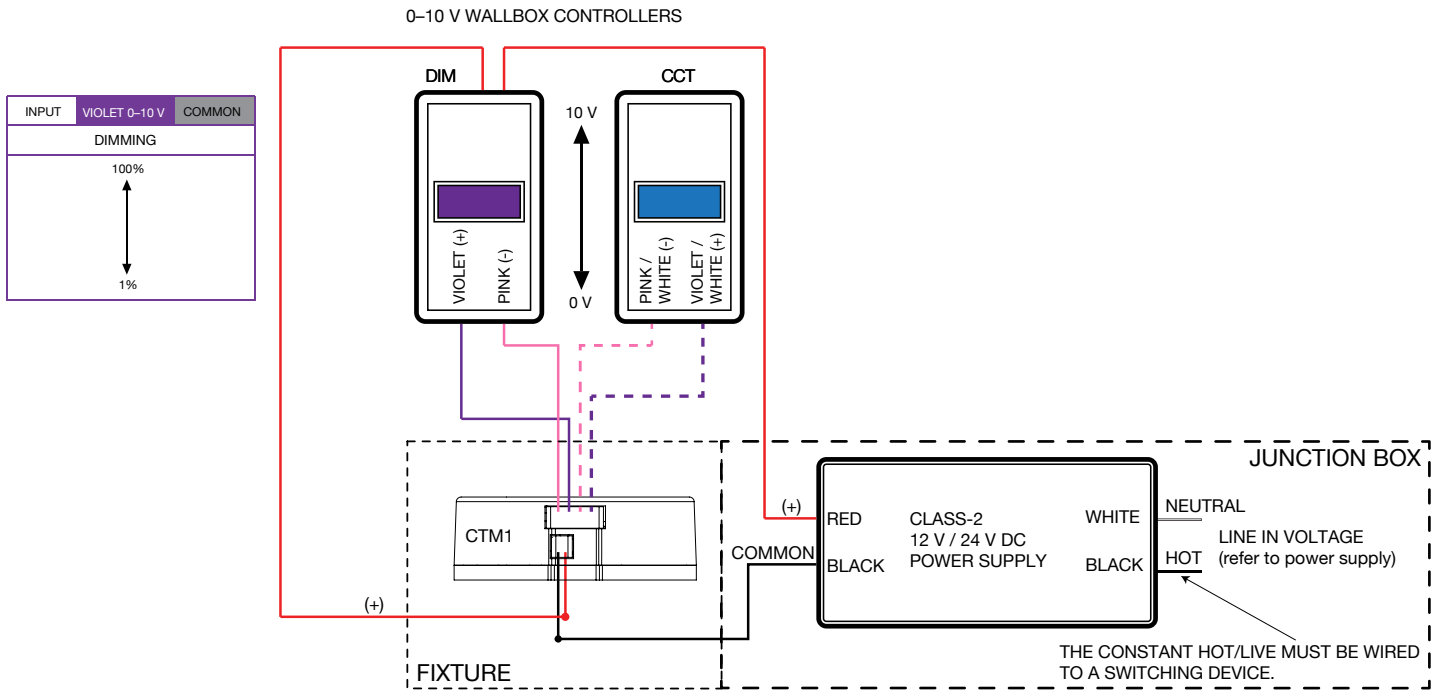 0–10 V WALLBOX CONTROLLERS
INPUT
VIOLET 0–10 V
COMMON
DIMMING
100%
1%
DIM
CCT
10 V
0 V
VIOLET (+)
PINK (-)
PINK /
WHITE (-)
VIOLET /
WHITE (+)
CTM1
(+)
FIXTURE
JUNCTION BOX
(+)
COMMON
RED
BLACK
CLASS-2
12 V / 24 V DC
POWER SUPPLY
WHITE
BLACK
NEUTRAL
HOT
LINE IN VOLTAGE
(refer to power supply)
THE CONSTANT HOT/LIVE MUST BE WIRED
TO A SWITCHING DEVICE.